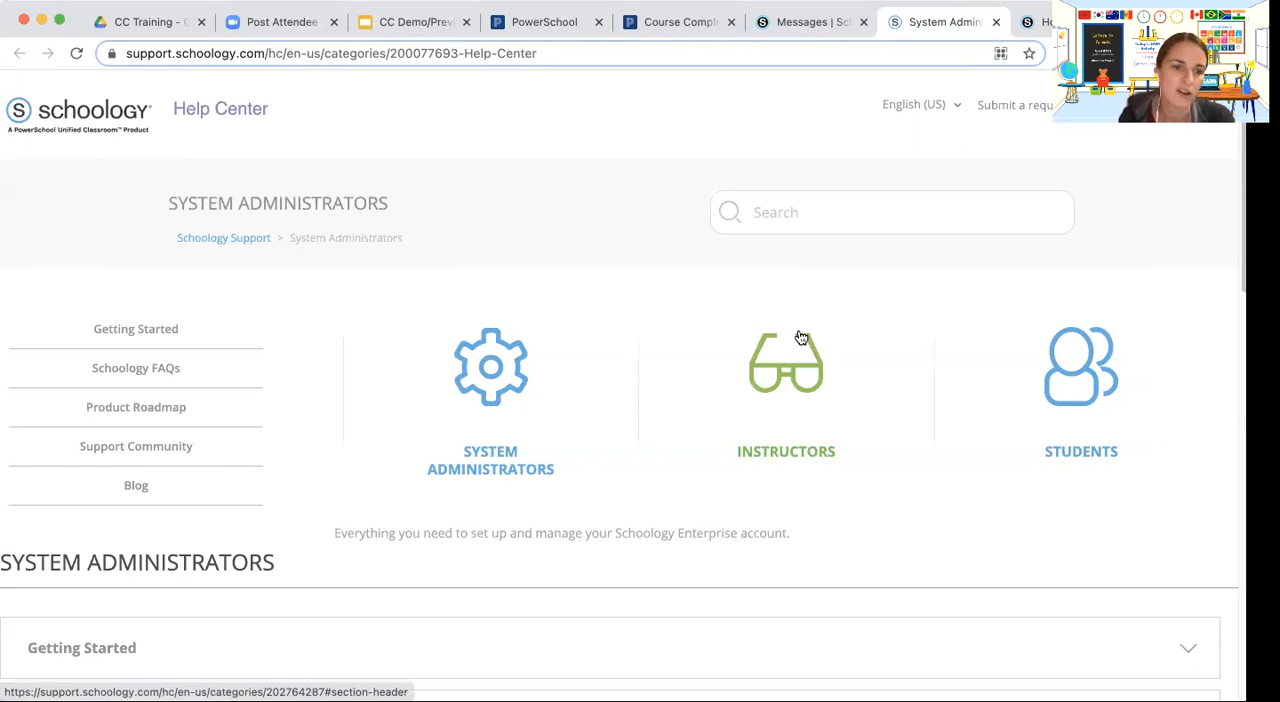 CC Training - C
Post Attendee
CC Demo/Prev
PowerSchool
Course Compl
Messages | Sc
System Admin
support.schoology.com/hc/en-us/categories/201077693-Help-Center
schoology
A POWERSCHOOL UNIFIED CLASSROOM™ PRODUCT
Help Center
English (US)
Submit a requ
SYSTEM ADMINISTRATORS
Search
Schoology Support > System Administrators
Getting Started
Schoology FAQs
Product Roadmap
Support Community
Blog
SYSTEM
ADMINISTRATORS
INSTRUCTORS
STUDENTS
Everything you need to set up and manage your Schoology Enterprise account.
SYSTEM ADMINISTRATORS
Getting Started
https://support.schoology.com/hc/en-us/categories/202764287#section-header